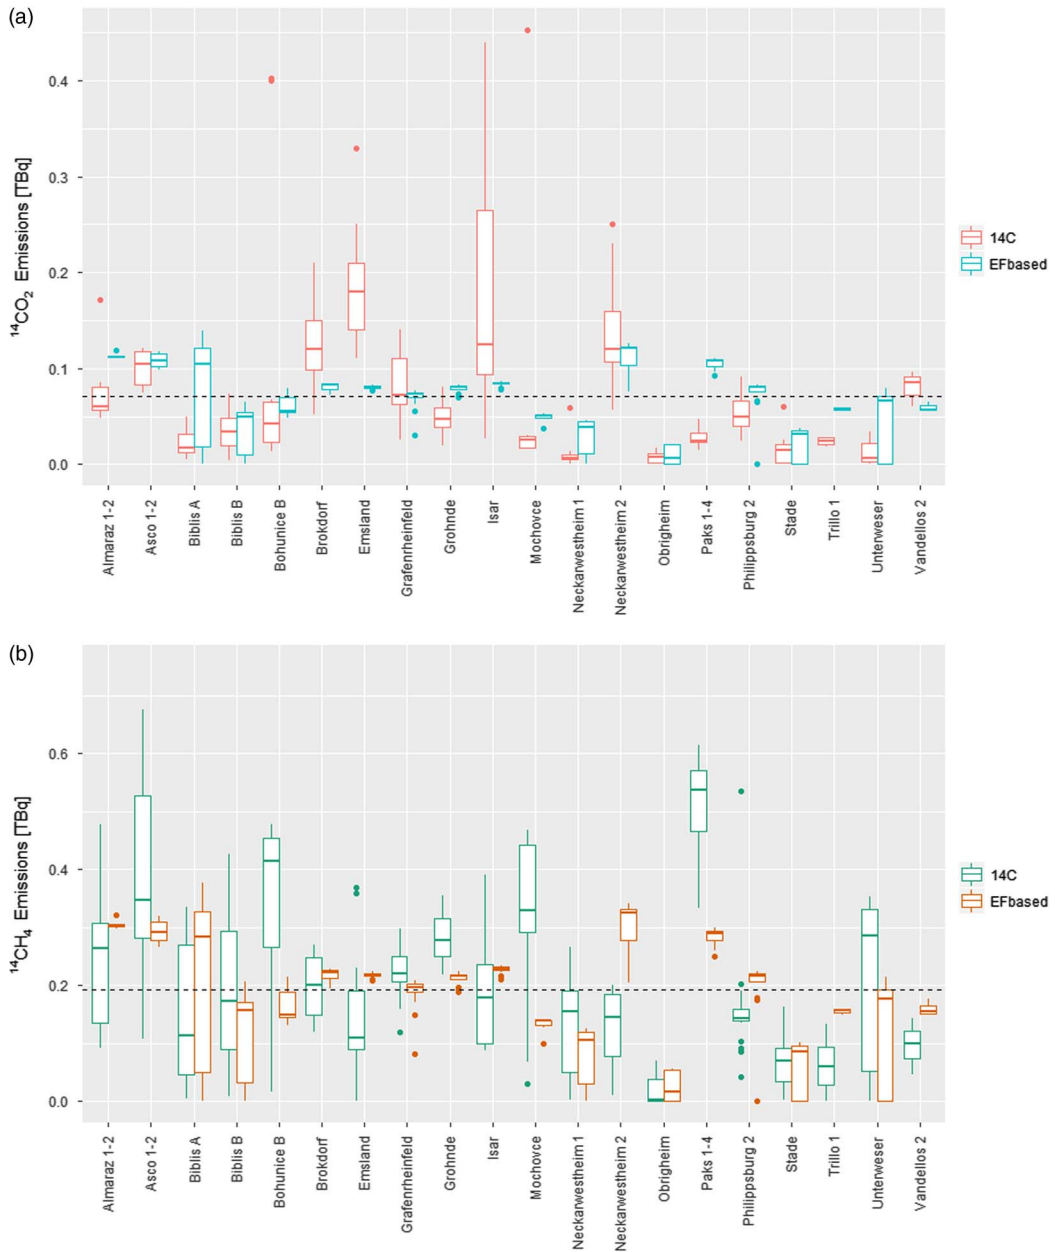 (a)
¹⁴CO₂ Emissions [TBq]
0.4
0.3
0.2
0.1
0.0
Almaraz 1-2
Asco 1-2
Biblis A
Biblis B
Bohunice B
Brokdorf
Emsland
Grafenrheinfeld
Grohnde
Isar
Mochovce
Neckarwestheim 1
Neckarwestheim 2
Obrigheim
Paks 1-4
Philippsburg 2
Stade
Trillo 1
Unterweser
Vandellos 2
14C
EFbased
(b)
¹⁴CH₄ Emissions [TBq]
0.6
0.4
0.2
0.0
Almaraz 1-2
Asco 1-2
Biblis A
Biblis B
Bohunice B
Brokdorf
Emsland
Grafenrheinfeld
Grohnde
Isar
Mochovce
Neckarwestheim 1
Neckarwestheim 2
Obrigheim
Paks 1-4
Philippsburg 2
Stade
Trillo 1
Unterweser
Vandellos 2
14C
EFbased